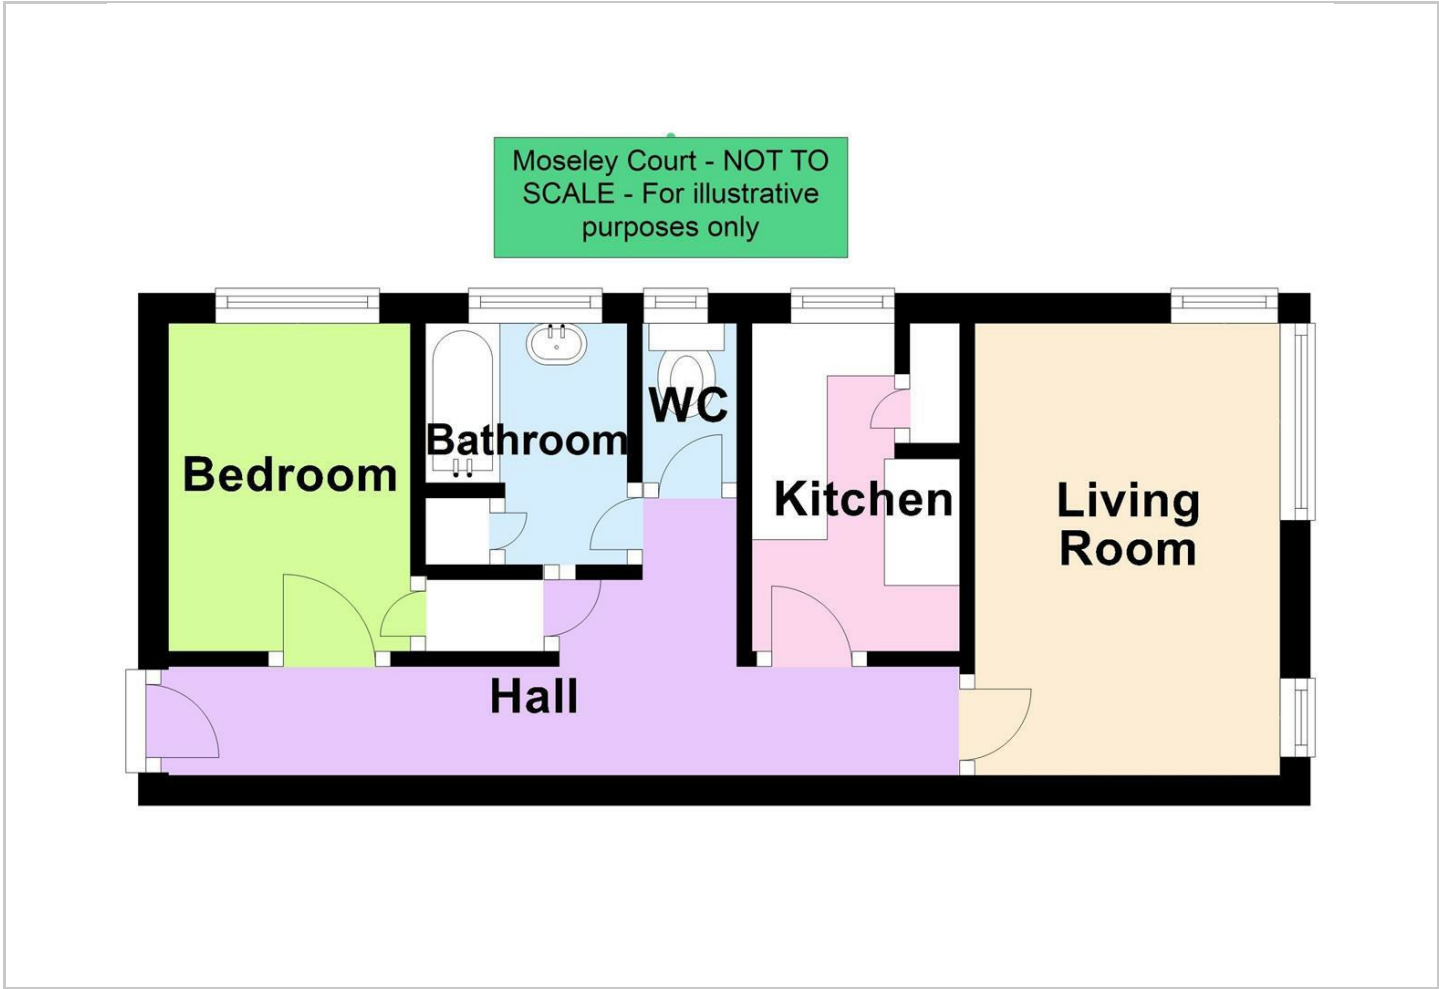 Moseley Court - NOT TO
SCALE - For illustrative
purposes only
WC
Bathroom
Bedroom
Kitchen
Living
Room
Hall